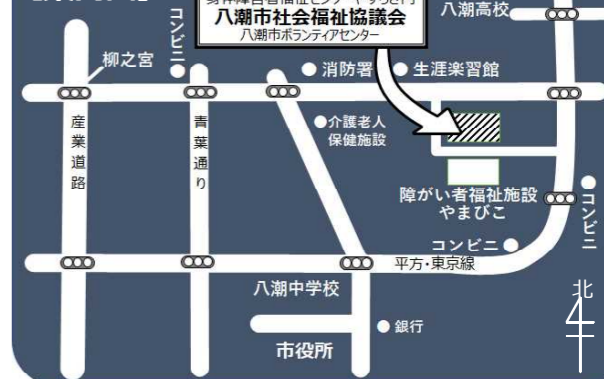 八潮市社会福祉協議会
八潮市ボランティアセンター
八潮高校
コンビニ
柳之宮
消防署
生涯楽習館
介護老人
保健施設
産業道路
青葉通り
障がい者福祉施設
やまびこ
コンビニ
コンビニ
平方・東京線
八潮中学校
北
銀行
市役所